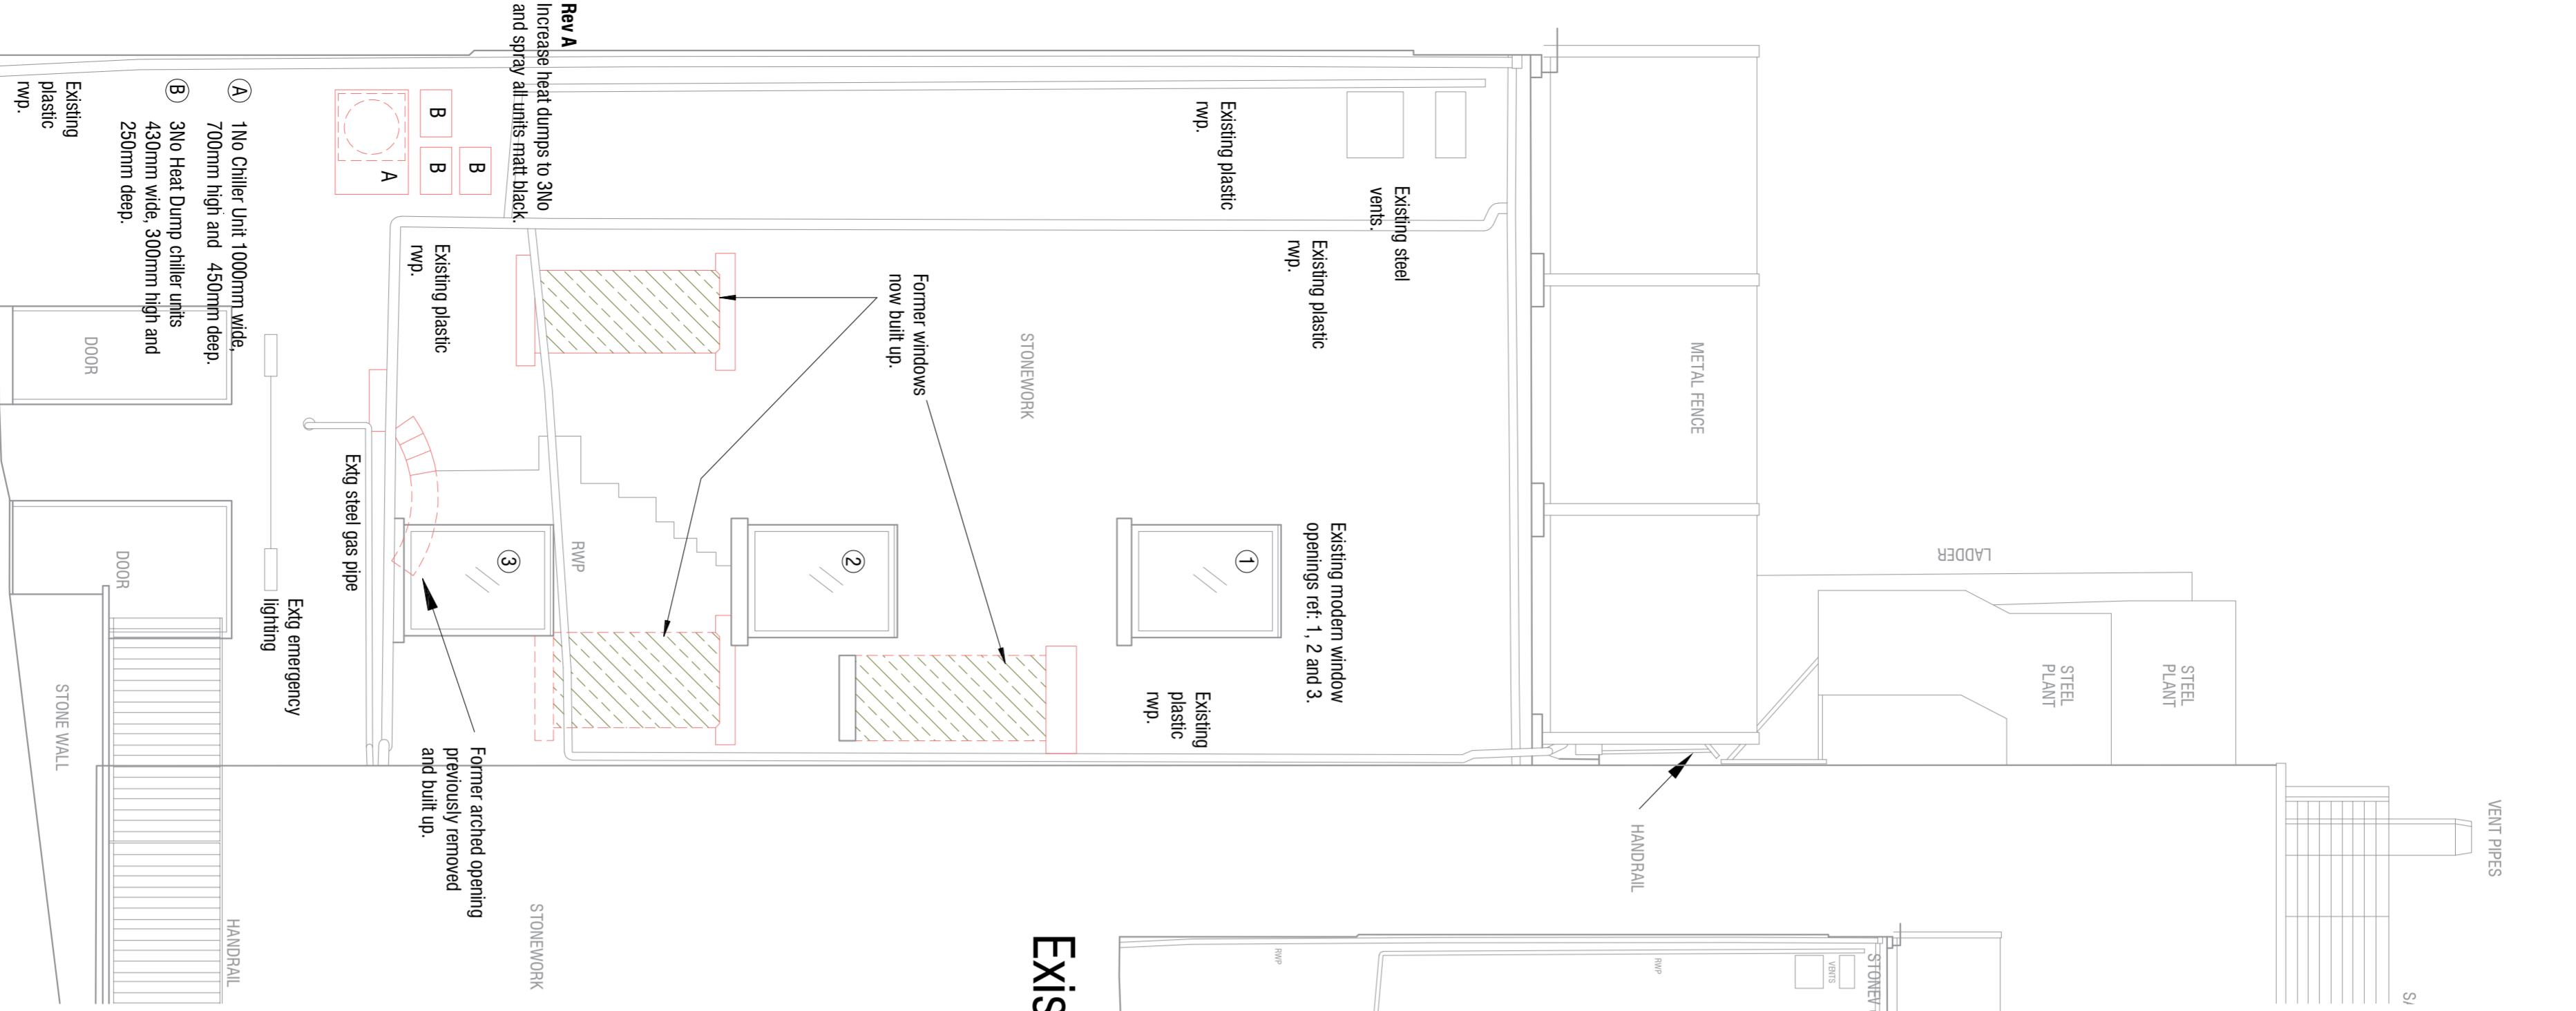 VENT PIPES
S/
STEEL
PLANT
STEEL
PLANT
LADDER
METAL FENCE
HANDRAIL
Existing steel
vents.
Existing plastic
rwp.
Existing plastic
rwp.
Existing modern window
openings ref: 1, 2 and 3.
1
Existing
plastic
rwp.
STONEWORK
Former windows
now built up.
2
Rev A
Increase heat dumps to 3No
and spray all units matt black.
RWP
3
B
B
B
A
Existing plastic
rwp.
Former arched opening
previously removed
and built up.
STONEWORK
Extg steel gas pipe
Extg emergency
lighting
A
1No Chiller Unit 1000mm wide,
700mm high and 450mm deep.
B
3No Heat Dump chiller units
430mm wide, 300mm high and
250mm deep.
Existing
plastic
rwp.
DOOR
DOOR
STONE WALL
HANDRAIL
Exis
STONEV
VENTS
RWP
RWP